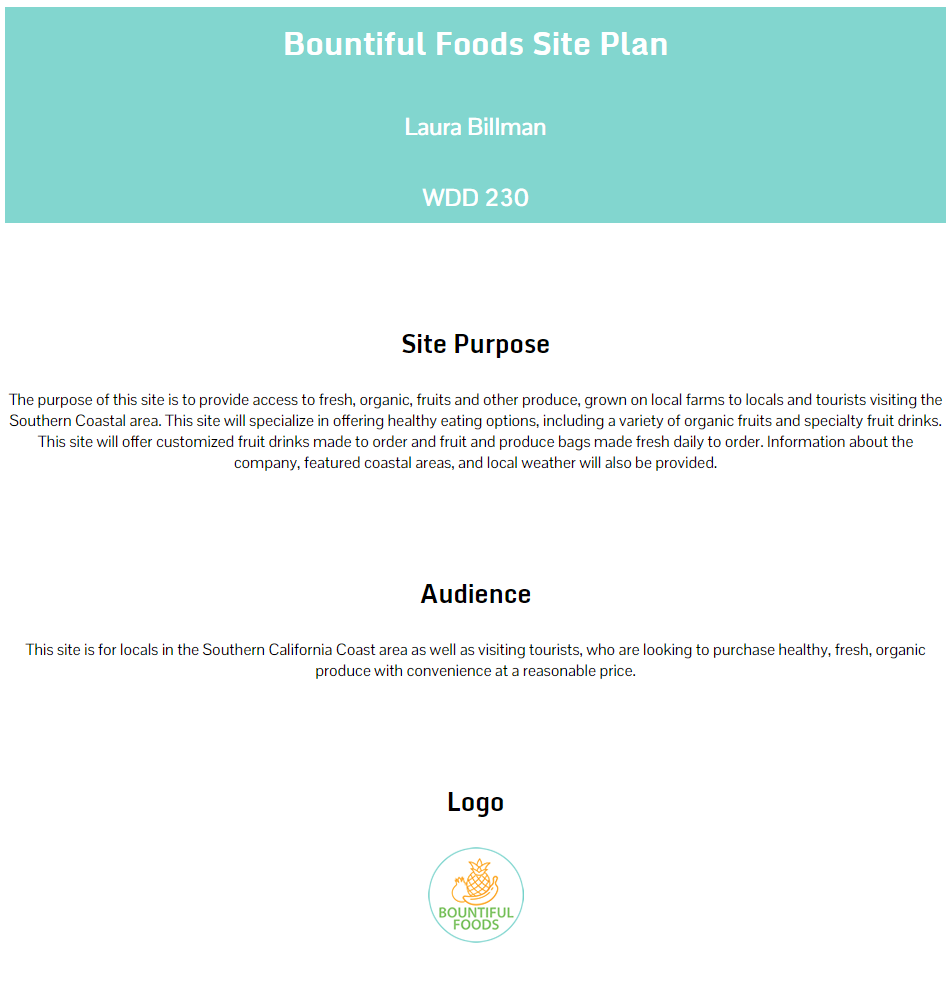 Bountiful Foods Site Plan
Laura Billman
WDD 230
Site Purpose
The purpose of this site is to provide access to fresh, organic, fruits and other produce, grown on local farms to locals and tourists visiting the
Southern Coastal area. This site will specialize in offering healthy eating options, including a variety of organic fruits and specialty fruit drinks.
This site will offer customized fruit drinks made to order and fruit and produce bags made fresh daily to order. Information about the
company, featured coastal areas, and local weather will also be provided.
Audience
This site is for locals in the Southern California Coast area as well as visiting tourists, who are looking to purchase healthy, fresh, organic
produce with convenience at a reasonable price.
Logo
BOUNTIFUL
FOODS